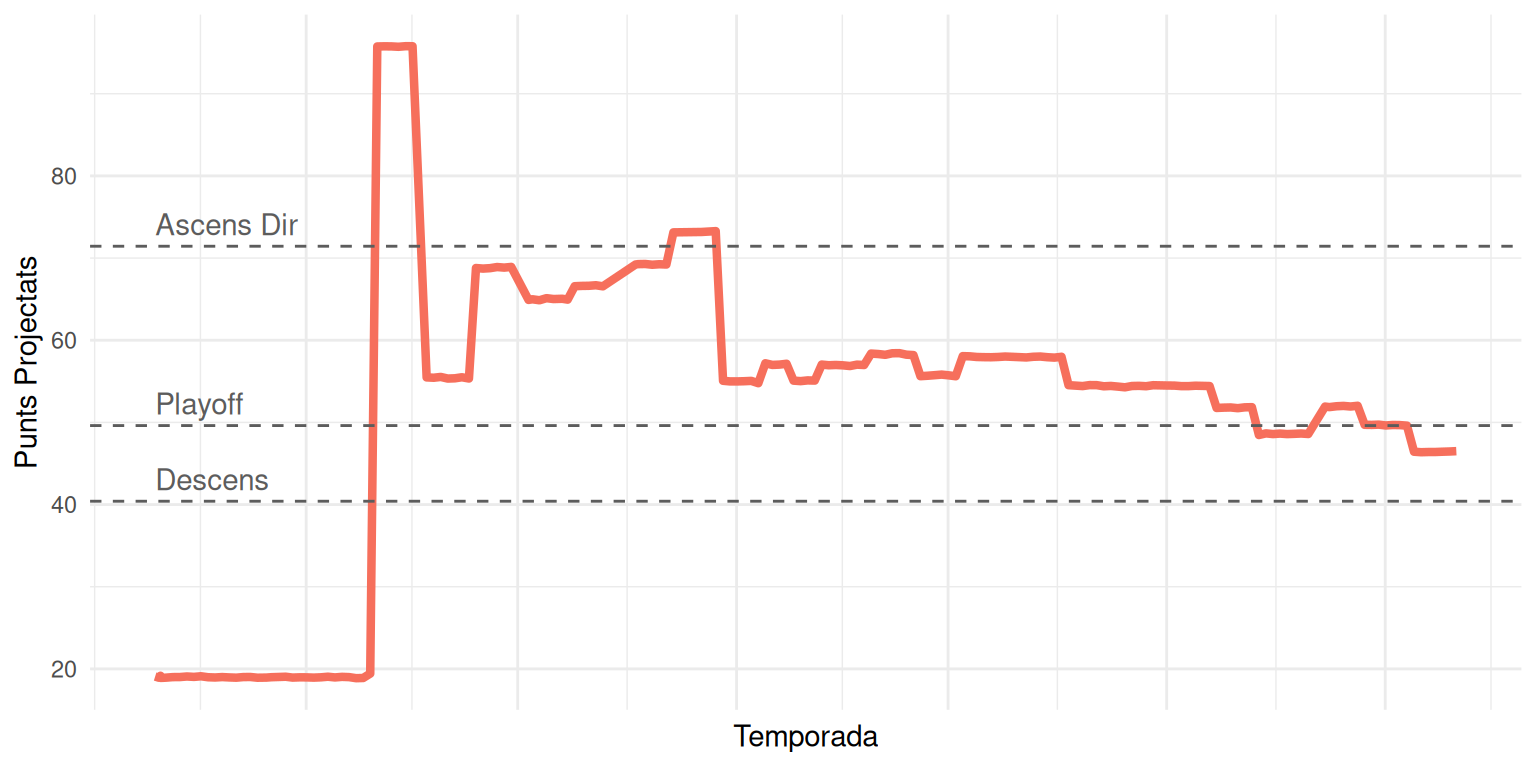 80
60
40
20
Punts Projectats
Ascens Dir
Playoff
Descens
Temporada